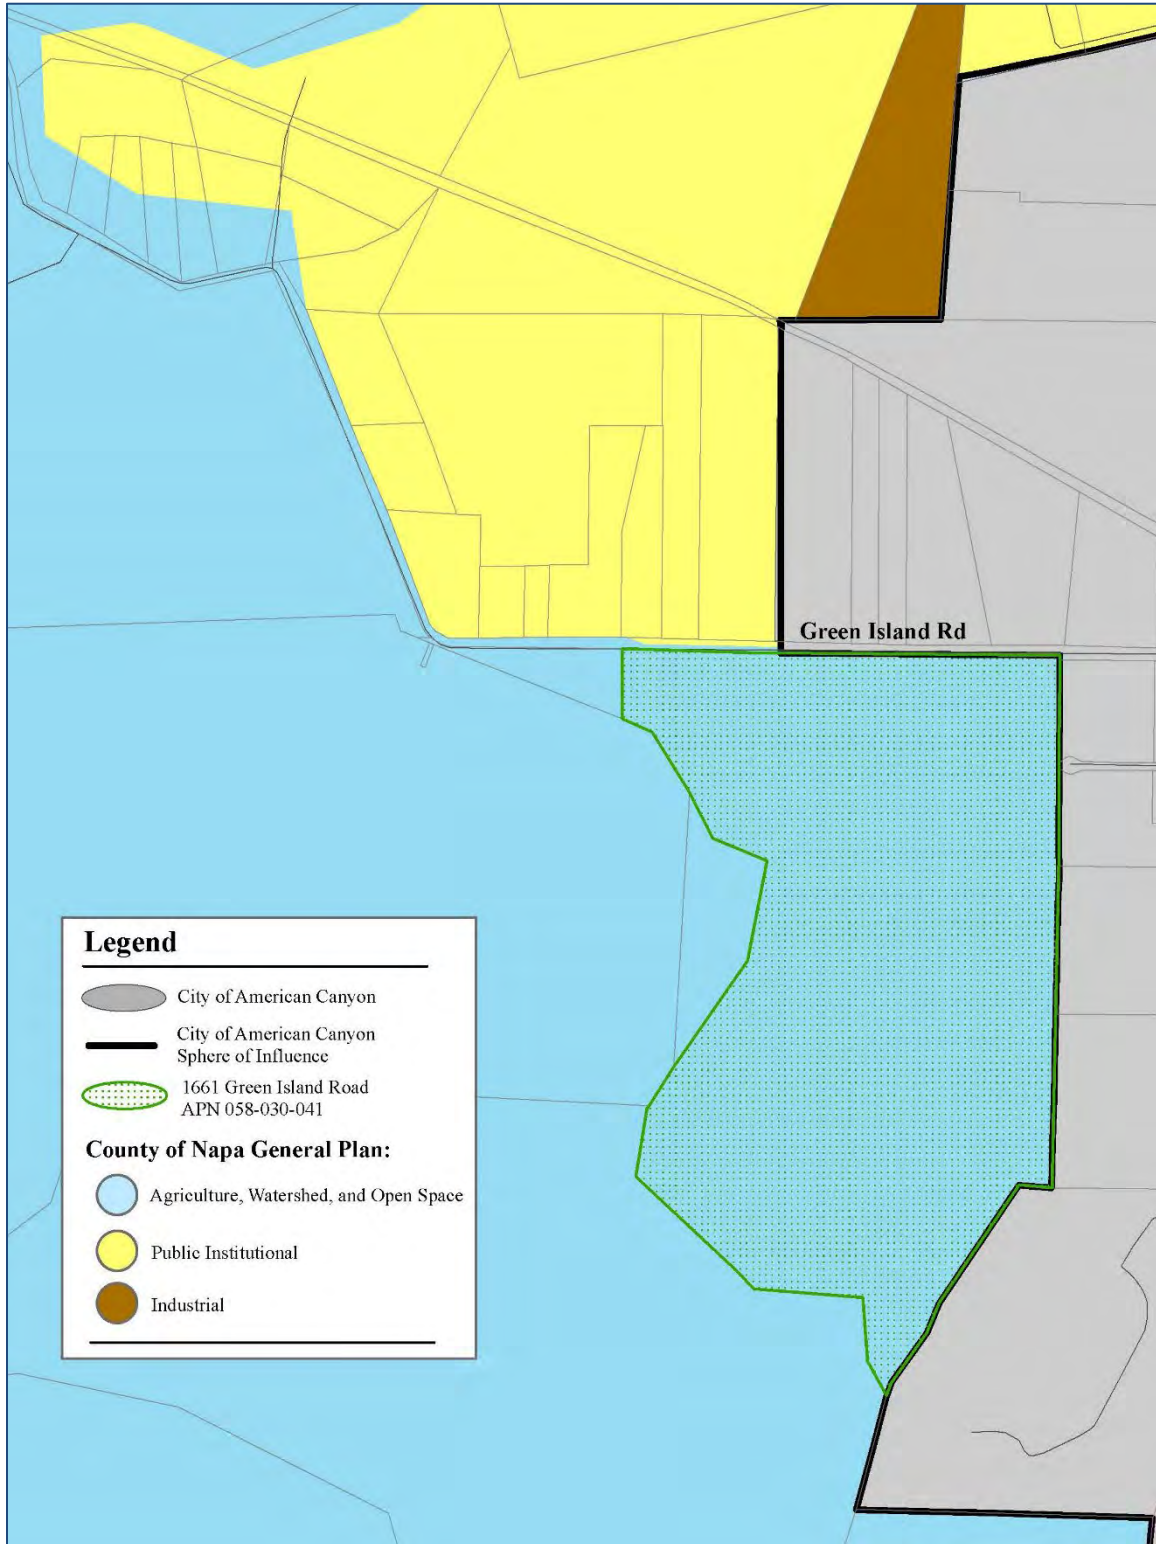 Green Island Rd
Legend
City of American Canyon
City of American Canyon
Sphere of Influence
1661 Green Island Road
APN 058-030-041
County of Napa General Plan:
Agriculture, Watershed, and Open Space
Public Institutional
Industrial